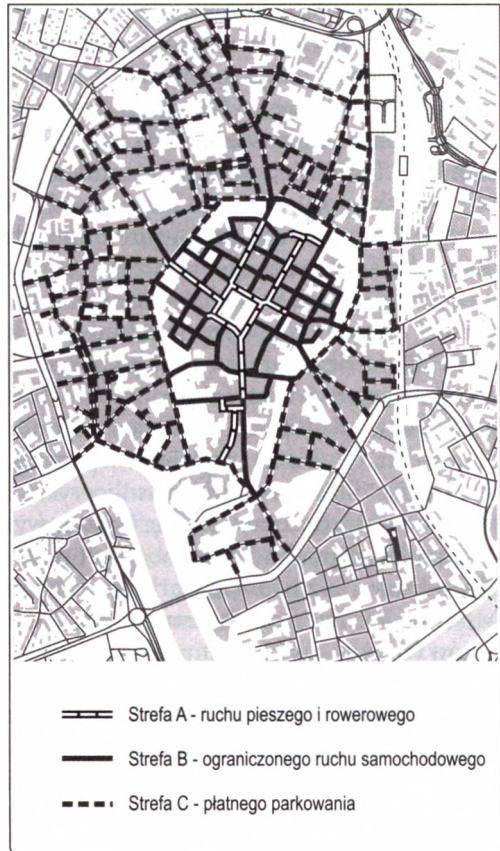 Strefa A - ruchu pieszego i rowerowego
Strefa B - ograniczonego ruchu samochodowego
Strefa C - płatnego parkowania